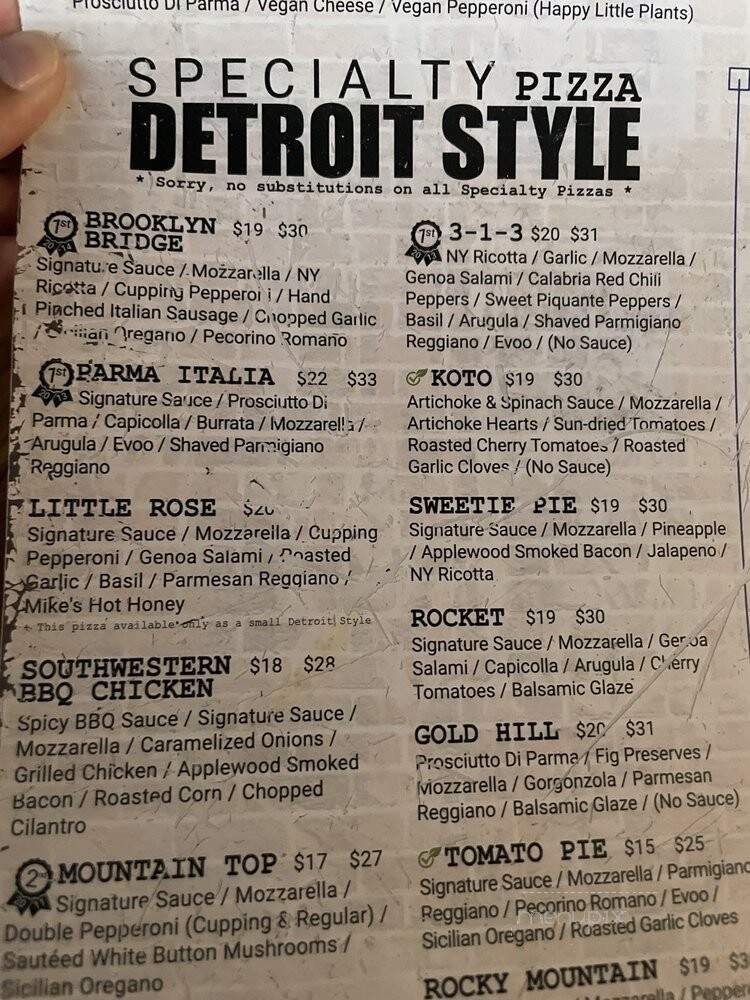 Prosciutto Di Parma / Vegan Cheese / Vegan Pepperoni (Happy Little Plants)
SPECIALTY PIZZA
DETROIT STYLE
* Sorry, no substitutions on all Specialty Pizzas *
1st BROOKLYN $19 $30
BRIDGE
Signature Sauce / Mozzarella / NY
Ricotta / Cupping Pepperoni / Hand
Pinched Italian Sausage / Chopped Garlic
/ Sicilian Oregano / Pecorino Romano
1st PARMA ITALIA $22 $33
Signature Sauce / Prosciutto Di
Parma / Capicolla / Burrata / Mozzarella /
Arugula / Evoo / Shaved Parmigiano
Reggiano
LITTLE ROSE $20
Signature Sauce / Mozzarella / Cupping
Pepperoni / Genoa Salami / Roasted
Garlic / Basil / Parmesan Reggiano /
Mike's Hot Honey
* This pizza available only as a small Detroit Style
SOUTHWESTERN $18 $28
BBQ CHICKEN
Spicy BBQ Sauce / Signature Sauce /
Mozzarella / Caramelized Onions /
Grilled Chicken / Applewood Smoked
Bacon / Roasted Corn / Chopped
Cilantro
MOUNTAIN TOP $17 $27
Signature Sauce / Mozzarella /
Double Pepperoni (Cupping & Regular) /
Sautéed White Button Mushrooms /
Sicilian Oregano
1st 3-1-3 $20 $31
NY Ricotta / Garlic / Mozzarella /
Genoa Salami / Calabria Red Chili
Peppers / Sweet Piquante Peppers /
Basil / Arugula / Shaved Parmigiano
Reggiano / Evoo / (No Sauce)
KOTO $19 $30
Artichoke & Spinach Sauce / Mozzarella /
Artichoke Hearts / Sun-dried Tomatoes /
Roasted Cherry Tomatoes / Roasted
Garlic Cloves / (No Sauce)
SWEETIE PIE $19 $30
Signature Sauce / Mozzarella / Pineapple
/ Applewood Smoked Bacon / Jalapeno /
NY Ricotta
ROCKET $19 $30
Signature Sauce / Mozzarella / Genoa
Salami / Capicolla / Arugula / Cherry
Tomatoes / Balsamic Glaze
GOLD HILL $20 $31
Prosciutto Di Parma / Fig Preserves /
Mozzarella / Gorgonzola / Parmesan
Reggiano / Balsamic Glaze / (No Sauce)
TOMATO PIE $15 $25
Signature Sauce / Mozzarella / Parmigiano
Reggiano / Pecorino Romano / Evoo /
Sicilian Oregano / Roasted Garlic Cloves
ROCKY MOUNTAIN $19